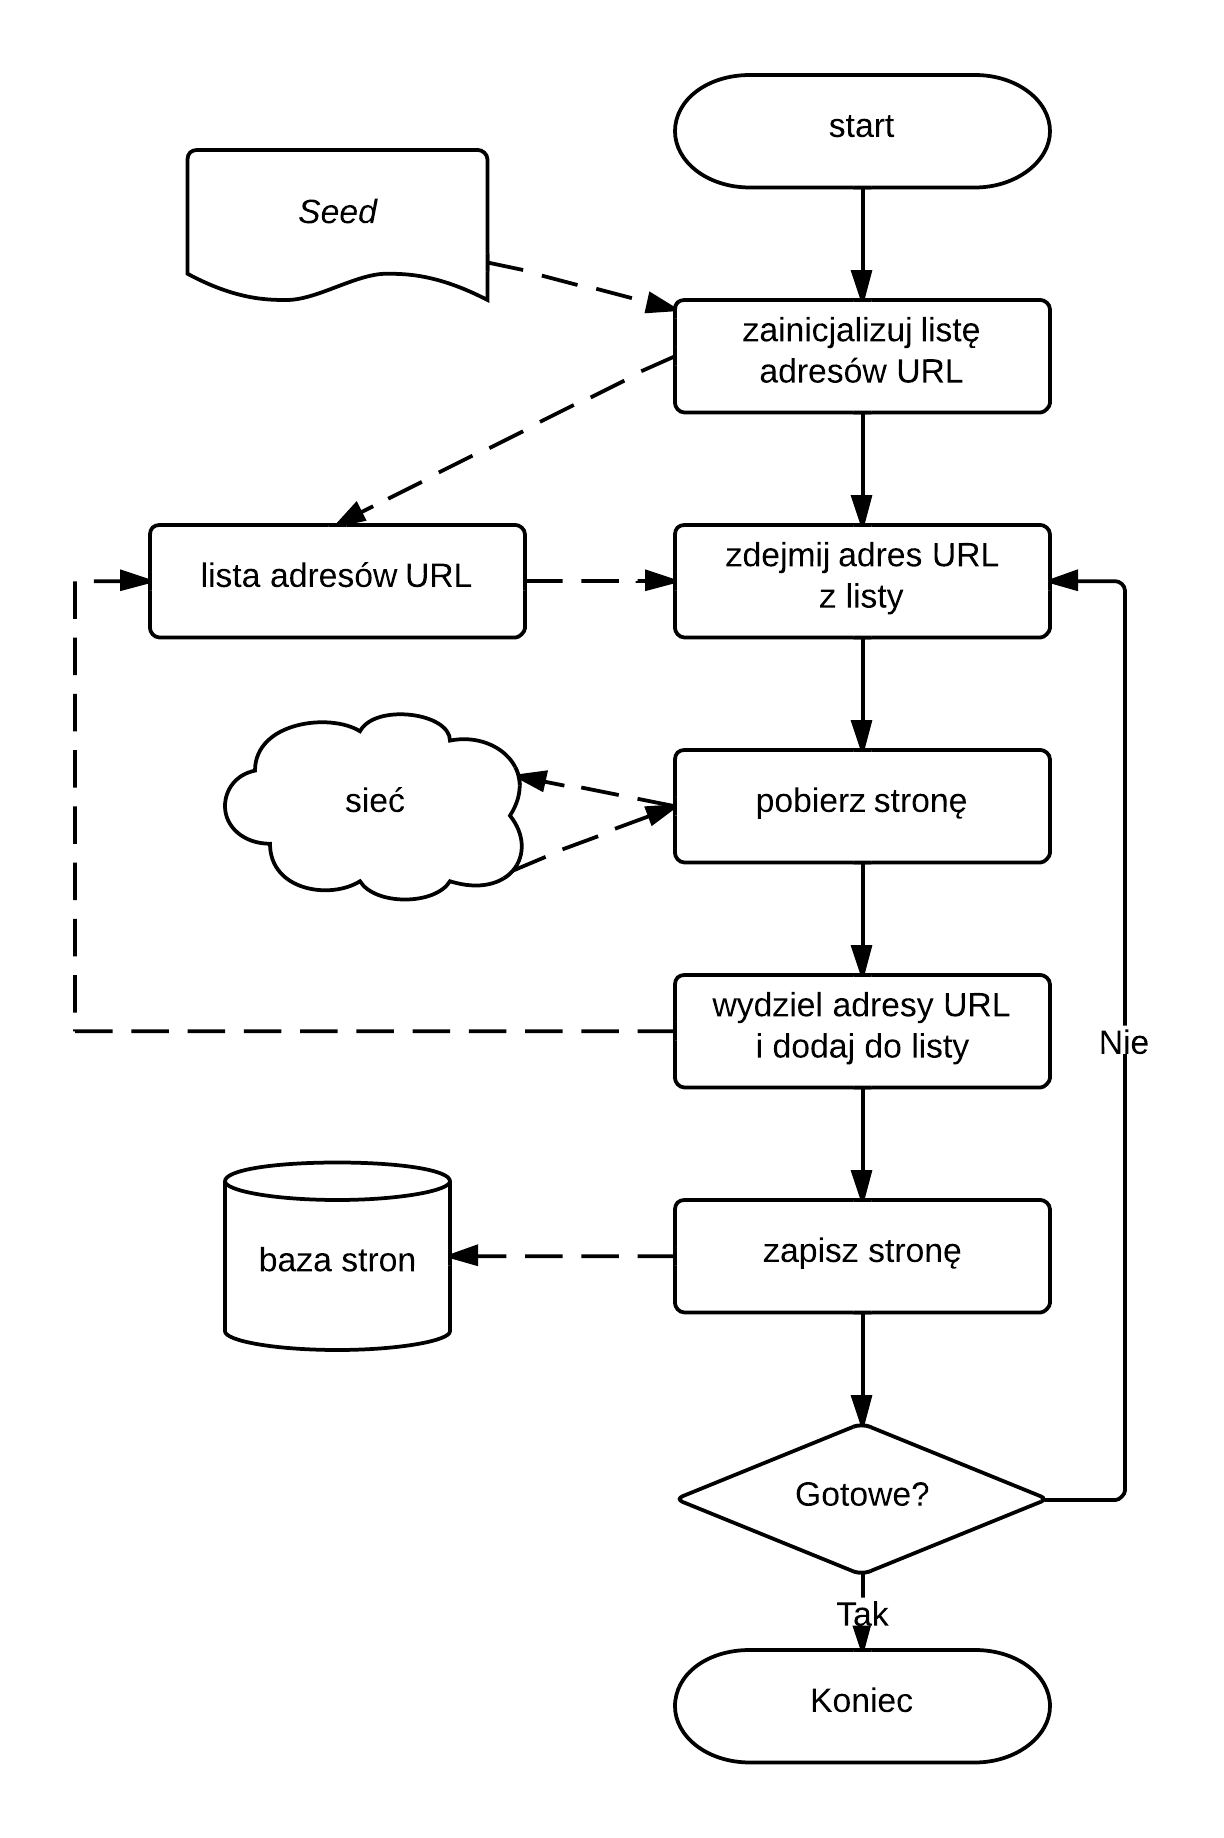 start
Seed
zainicjalizuj listę
adresów URL
lista adresów URL
zdejmij adres URL
z listy
sieć
pobierz stronę
wydziel adresy URL
i dodaj do listy
Nie
baza stron
zapisz stronę
Gotowe?
Tak
Koniec